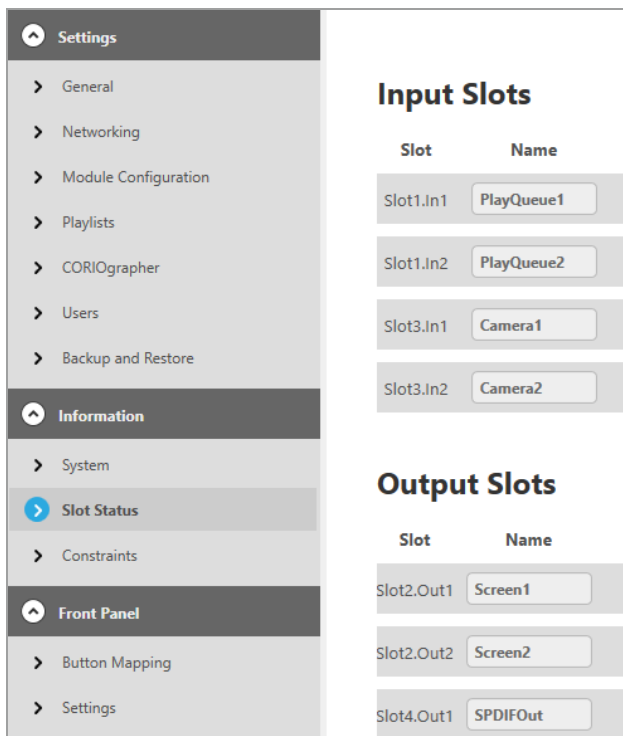 Settings
General
Networking
Module Configuration
Playlists
CORIOgrapher
Users
Backup and Restore
Information
System
Slot Status
Constraints
Front Panel
Button Mapping
Settings
Input Slots
Slot Name
Slot1.In1 PlayQueue1
Slot1.In2 PlayQueue2
Slot3.In1 Camera1
Slot3.In2 Camera2
Output Slots
Slot Name
Slot2.Out1 Screen1
Slot2.Out2 Screen2
Slot4.Out1 SPDIFOut